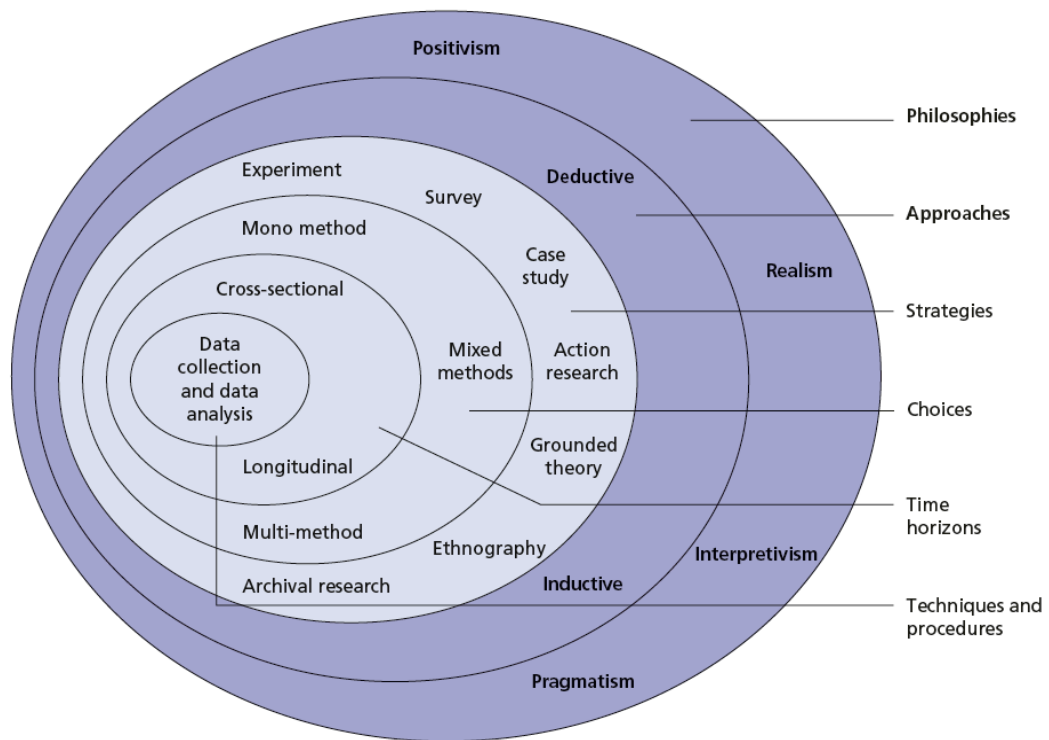 Positivism
Philosophies
Experiment
Deductive
Survey
Approaches
Mono method
Case
study
Realism
Cross-sectional
Strategies
Data
collection
and data
analysis
Mixed
methods
Action
research
Choices
Grounded
theory
Longitudinal
Time
horizons
Multi-method
Ethnography
Interpretivism
Archival research
Inductive
Techniques and
procedures
Pragmatism